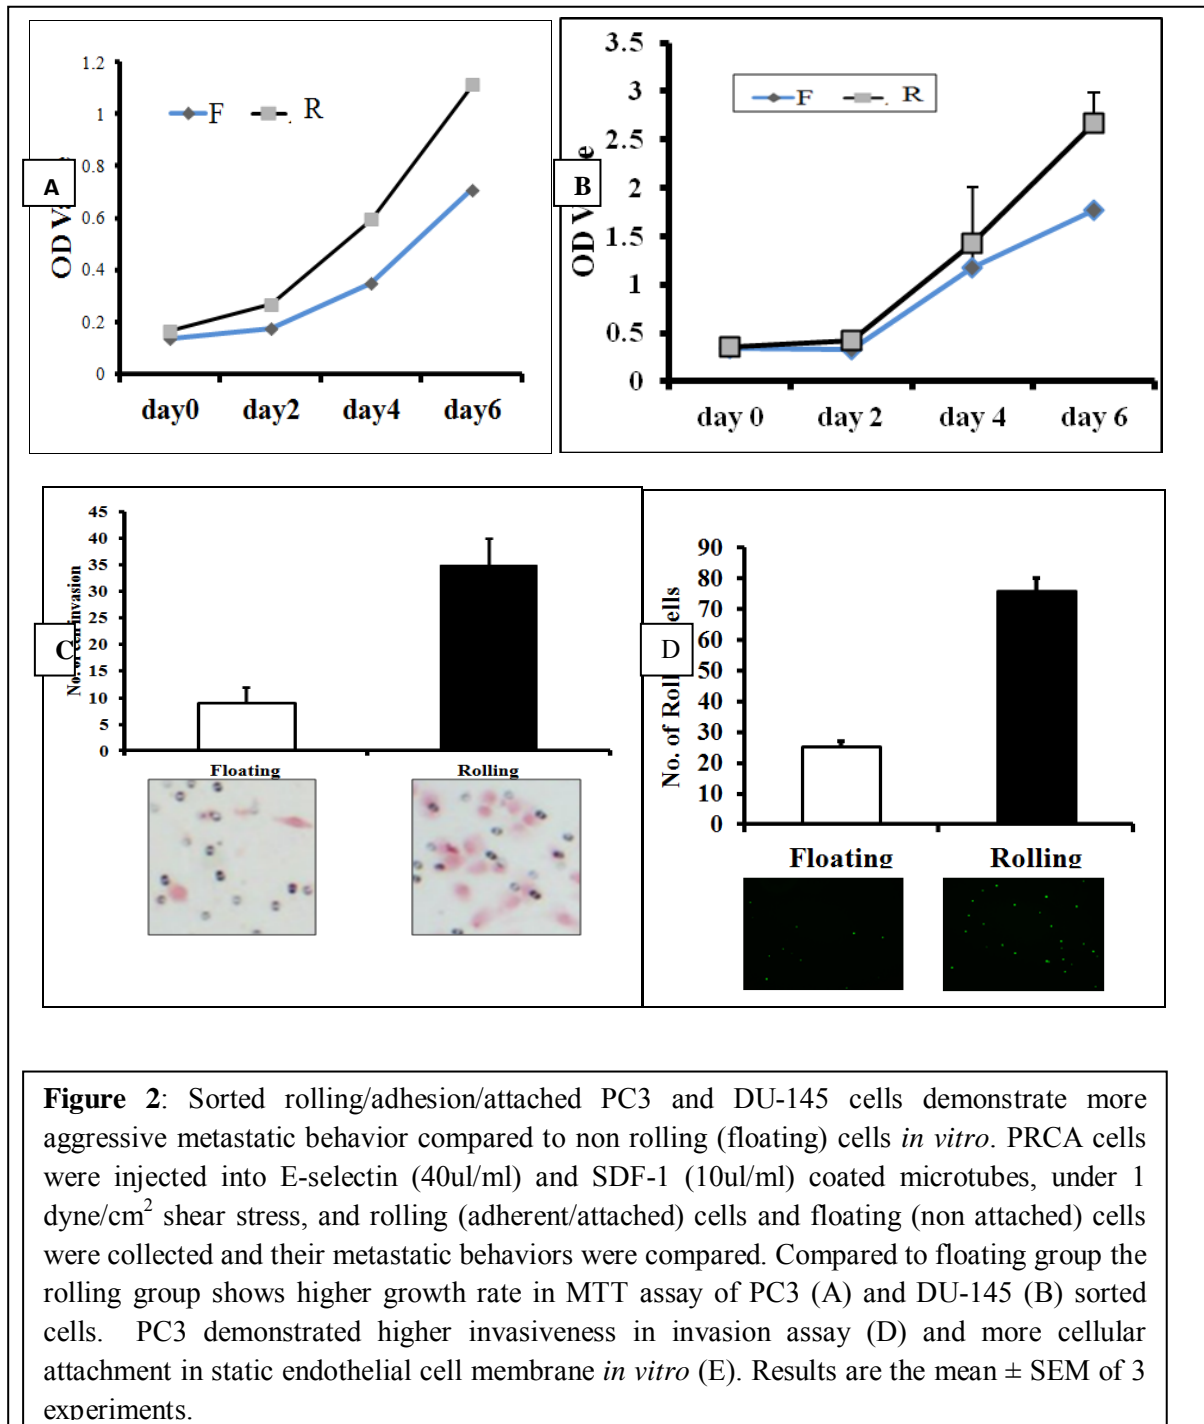 1.2
1
0.8
0.6
0.4
0.2
0
F R
A
OD V
day0 day2 day4 day6
3.5
3
2.5
2
1.5
1
0.5
0
F R
B
OD V e
day 0 day 2 day 4 day 6
45
40
35
30
25
20
15
10
5
0
No. of cell invasion
C
Floating Rolling
90
80
70
60
50
40
30
20
10
0
No. of Roll ells
D
Floating Rolling
Figure 2: Sorted rolling/adhesion/attached PC3 and DU-145 cells demonstrate more
aggressive metastatic behavior compared to non rolling (floating) cells in vitro. PRCA cells
were injected into E-selectin (40ul/ml) and SDF-1 (10ul/ml) coated microtubes, under 1
dyne/cm2 shear stress, and rolling (adherent/attached) cells and floating (non attached) cells
were collected and their metastatic behaviors were compared. Compared to floating group the
rolling group shows higher growth rate in MTT assay of PC3 (A) and DU-145 (B) sorted
cells. PC3 demonstrated higher invasiveness in invasion assay (D) and more cellular
attachment in static endothelial cell membrane in vitro (E). Results are the mean ± SEM of 3
experiments.